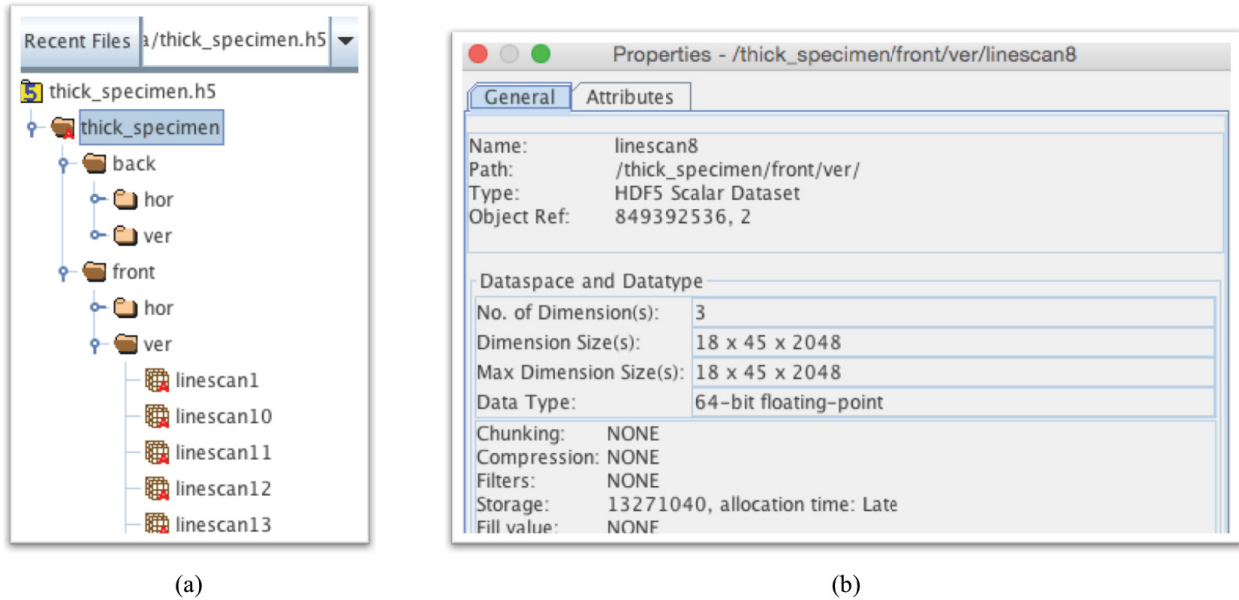 Recent Files a/thick_specimen.h5
thick_specimen.h5
thick_specimen
back
hor
ver
front
hor
ver
linescan1
linescan10
linescan11
linescan12
linescan13
(a)
Properties - /thick_specimen/front/ver/linescan8
General Attributes
Name: linescan8
Path: /thick_specimen/front/ver/
Type: HDF5 Scalar Dataset
Object Ref: 849392536, 2
Dataspace and Datatype
No. of Dimension(s): 3
Dimension Size(s): 18 x 45 x 2048
Max Dimension Size(s): 18 x 45 x 2048
Data Type: 64-bit floating-point
Chunking: NONE
Compression: NONE
Filters: NONE
Storage: 13271040, allocation time: Late
Fill value: NONE
(b)